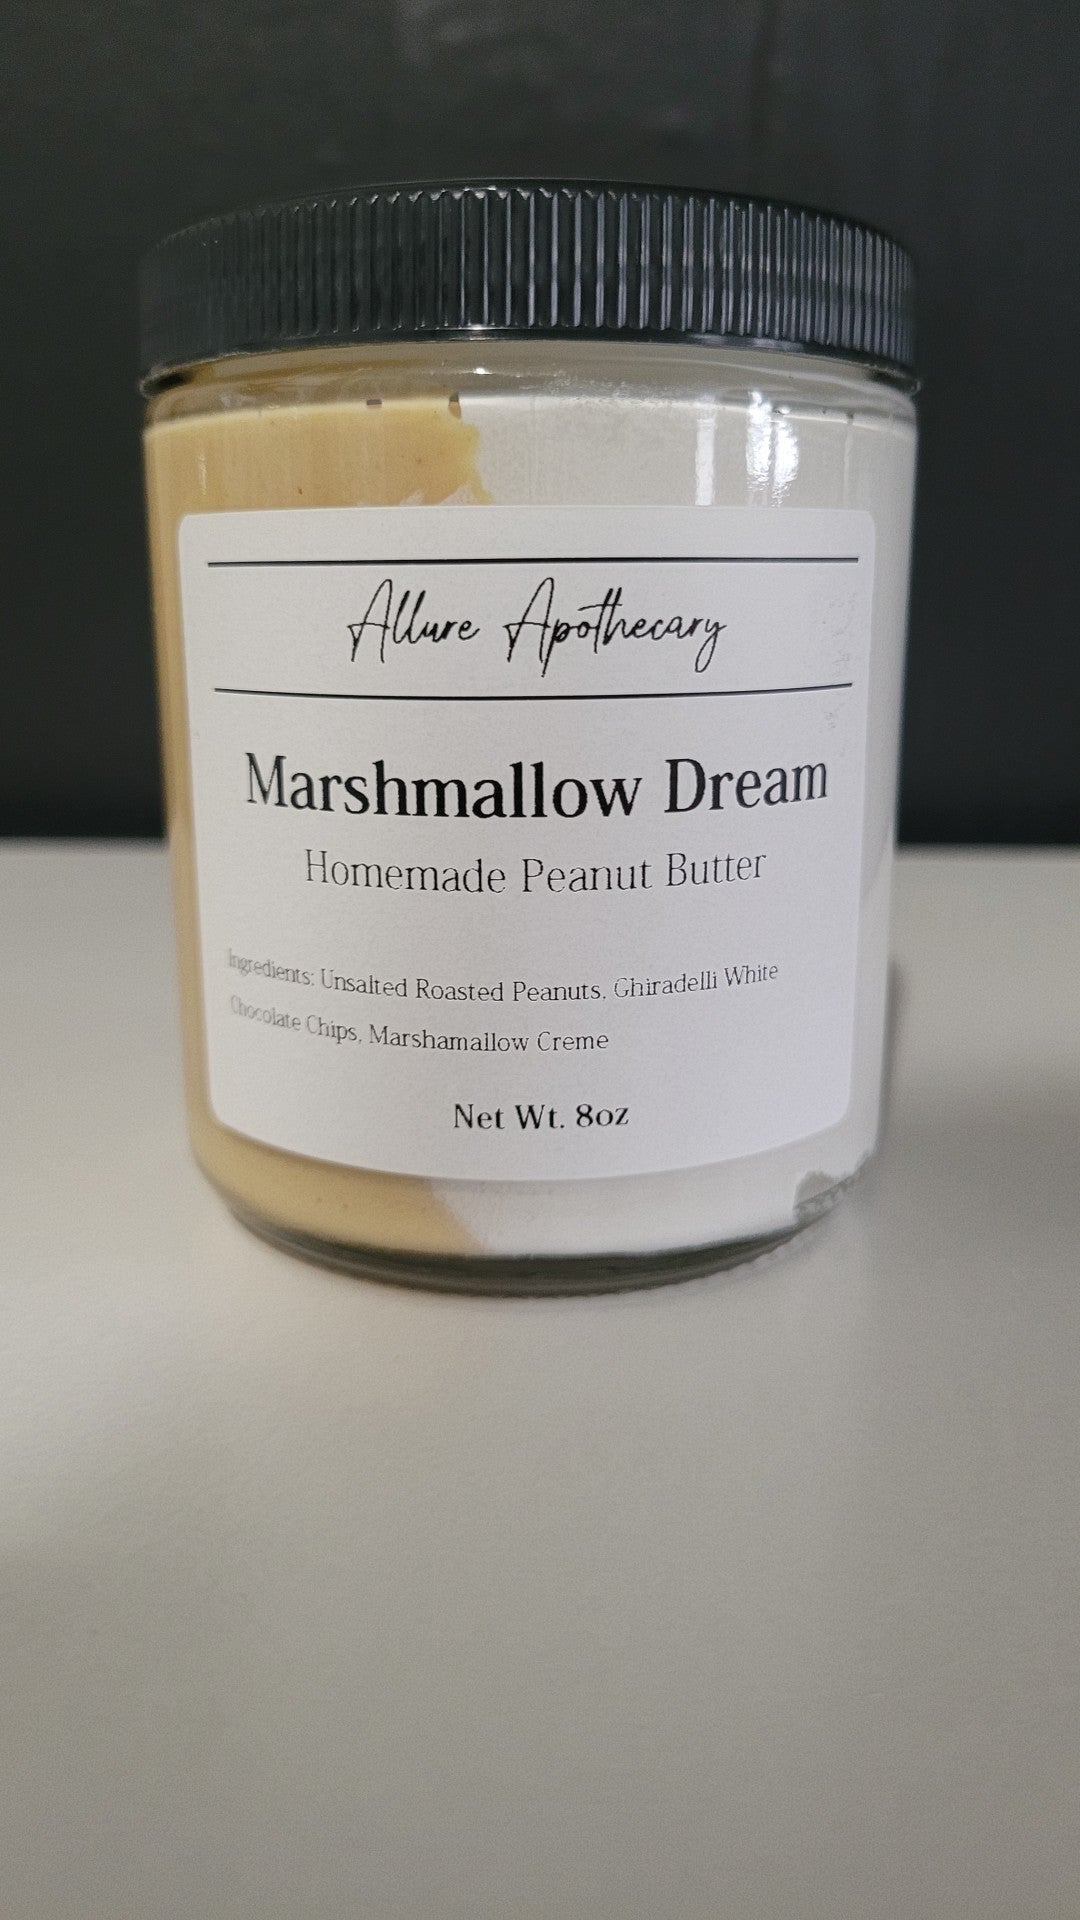 Allure Apothecary
Marshmallow Dream
Homemade Peanut Butter
Ingredients: Unsalted Roasted Peanuts, Ghiradelli White
Chocolate Chips, Marshamallow Creme
Net Wt. 8oz